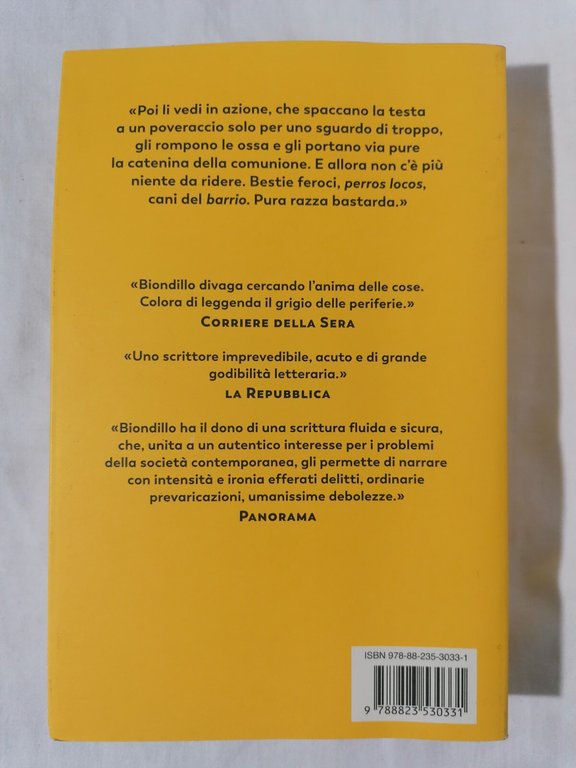 «Poi li vedi in azione, che spaccano la testa
a un poveraccio solo per uno sguardo di troppo,
gli rompono le ossa e gli portano via pure
la catenina della comunione. E allora non c'è più
niente da ridere. Bestie feroci, perros locos,
cani del barrio. Pura razza bastarda.»
«Biondillo divaga cercando l'anima delle cose.
Colora di leggenda il grigio delle periferie.»
CORRIERE DELLA SERA
«Uno scrittore imprevedibile, acuto e di grande
godibilità letteraria.»
LA REPUBBLICA
«Biondillo ha il dono di una scrittura fluida e sicura,
che, unita a un autentico interesse per i problemi
della società contemporanea, gli permette di narrare
con intensità e ironia efferati delitti, ordinarie
prevaricazioni, umanissime debolezze.»
PANORAMA
ISBN 978-88-235-3033-1
9 788823 530331